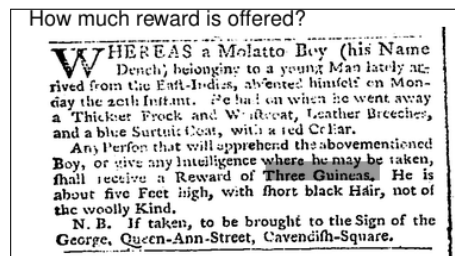 How much reward is offered?
WHEREAS a Molatto Boy (his Name
Dench) belonging to a young Man lately ar-
rived from the East-Indies, absented himself on Mon-
day the 20th Instant. He had on when he went away
a Thickset Frock and Waistcoat, Leather Breeches,
and a blue Surtuit Coat, with a red Collar.
Any Person that will apprehend the abovementioned
Boy, or give any Intelligence where he may be taken,
shall receive a Reward of Three Guineas. He is
about five Feet high, with short black Hair, not of
the woolly Kind.
N. B. If taken, to be brought to the Sign of the
George, Queen-Ann-Street, Cavendish-Square.